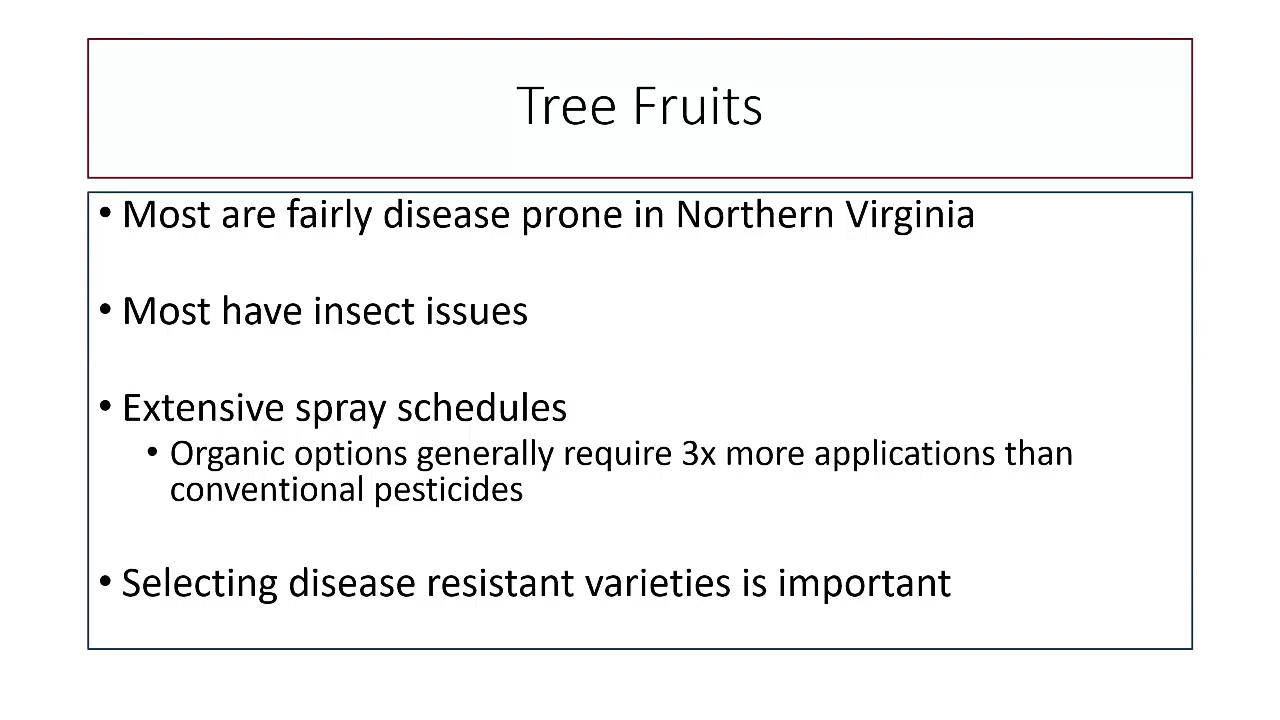 Tree Fruits
• Most are fairly disease prone in Northern Virginia
• Most have insect issues
• Extensive spray schedules
• Organic options generally require 3x more applications than
conventional pesticides
• Selecting disease resistant varieties is important